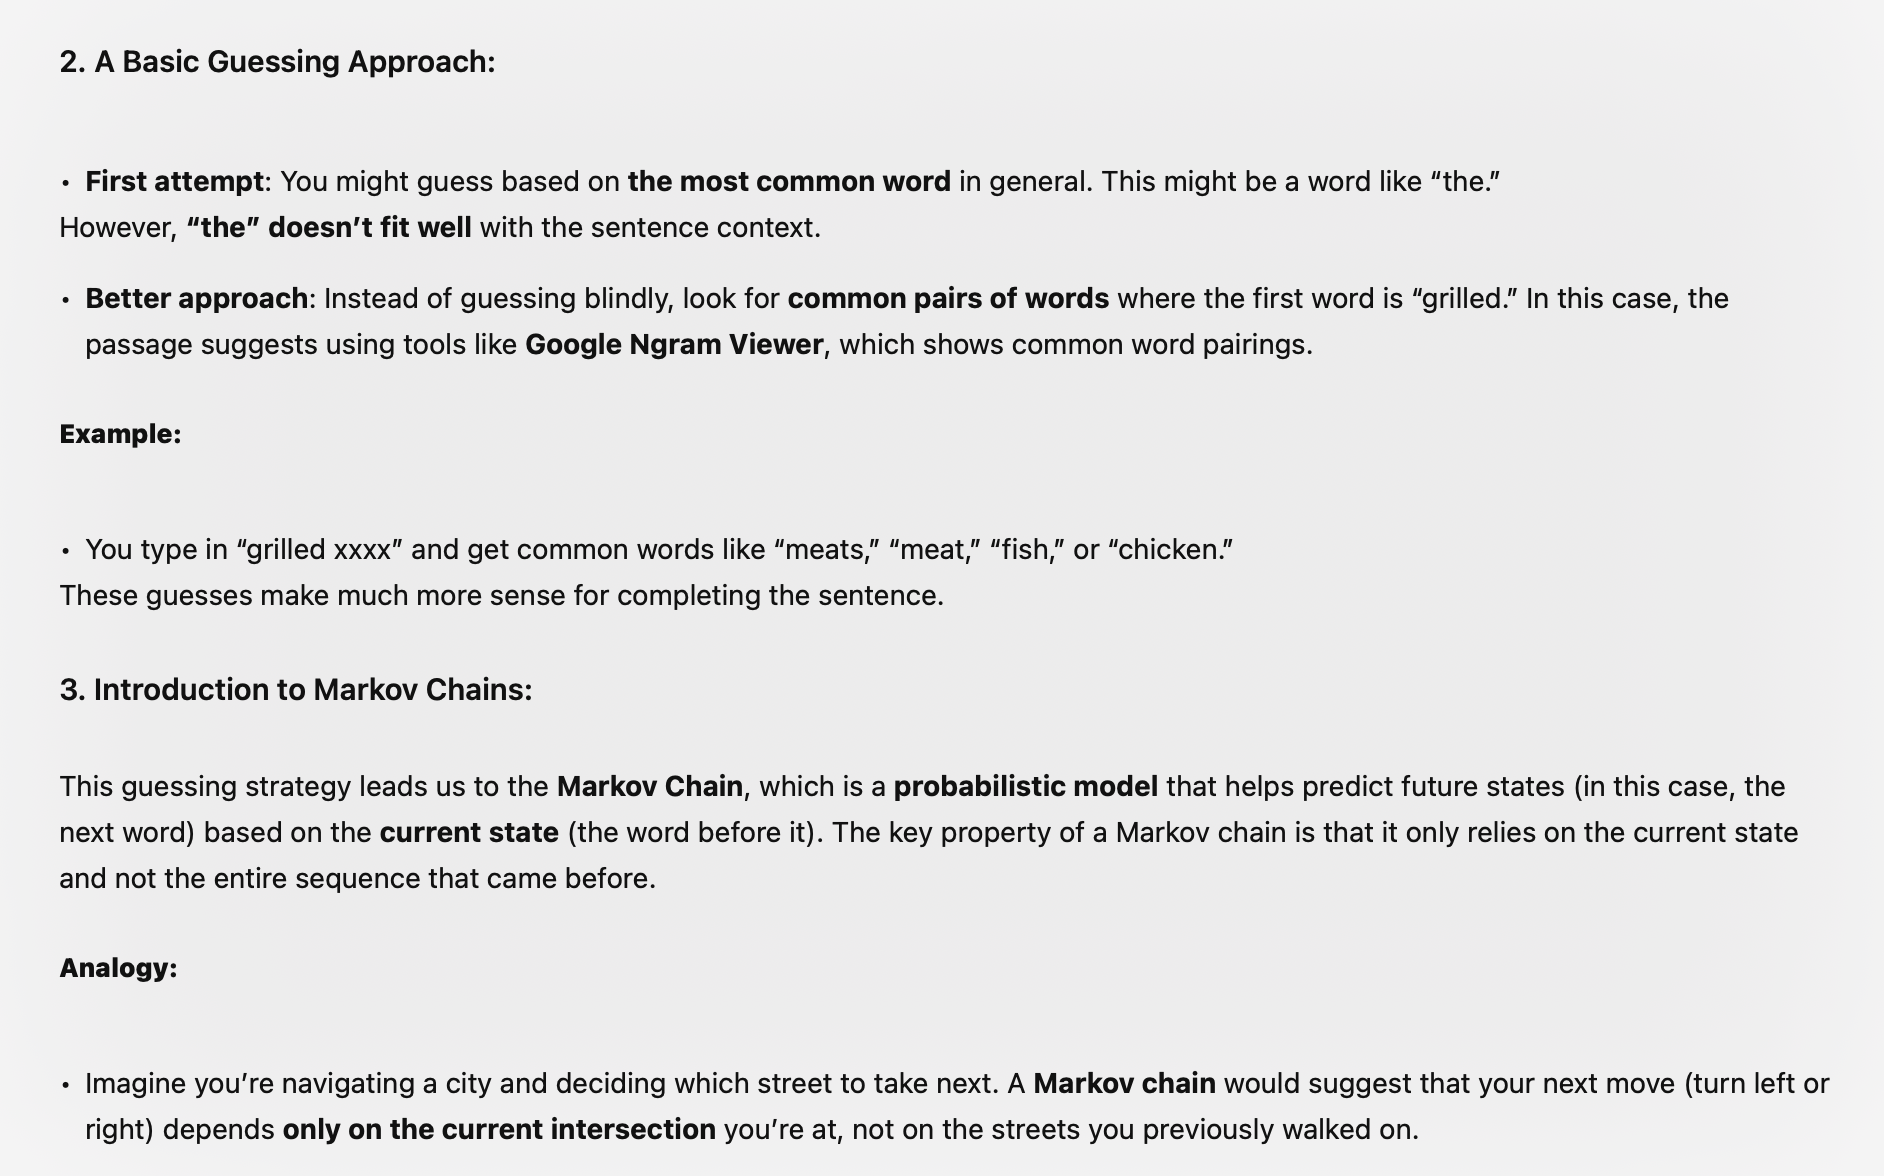 2. A Basic Guessing Approach:
• First attempt: You might guess based on the most common word in general. This might be a word like “the.”
However, “the” doesn’t fit well with the sentence context.
• Better approach: Instead of guessing blindly, look for common pairs of words where the first word is “grilled.” In this case, the
passage suggests using tools like Google Ngram Viewer, which shows common word pairings.
Example:
• You type in “grilled xxxx” and get common words like “meats,” “meat,” “fish,” or “chicken.”
These guesses make much more sense for completing the sentence.
3. Introduction to Markov Chains:
This guessing strategy leads us to the Markov Chain, which is a probabilistic model that helps predict future states (in this case, the
next word) based on the current state (the word before it). The key property of a Markov chain is that it only relies on the current state
and not the entire sequence that came before.
Analogy:
• Imagine you’re navigating a city and deciding which street to take next. A Markov chain would suggest that your next move (turn left or
right) depends only on the current intersection you’re at, not on the streets you previously walked on.